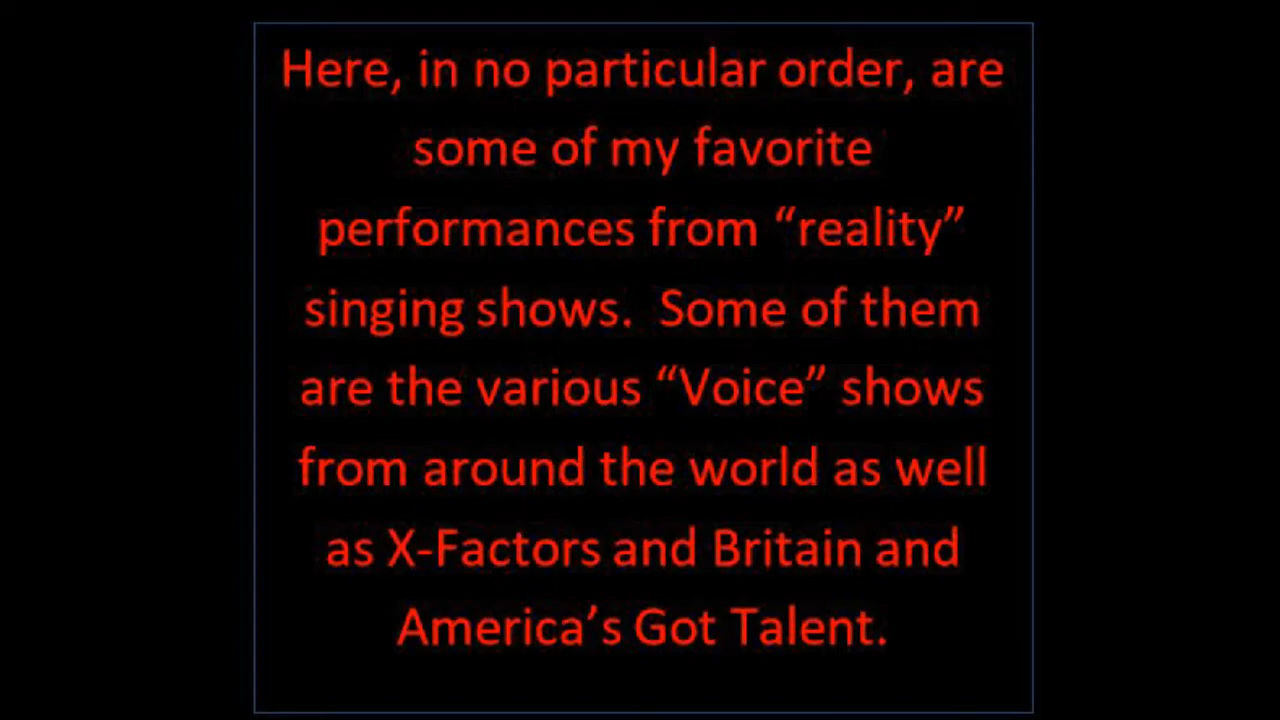 Here, in no particular order, are
some of my favorite
performances from “reality”
singing shows.  Some of them
are the various “Voice” shows
from around the world as well
as X-Factors and Britain and
America’s Got Talent.